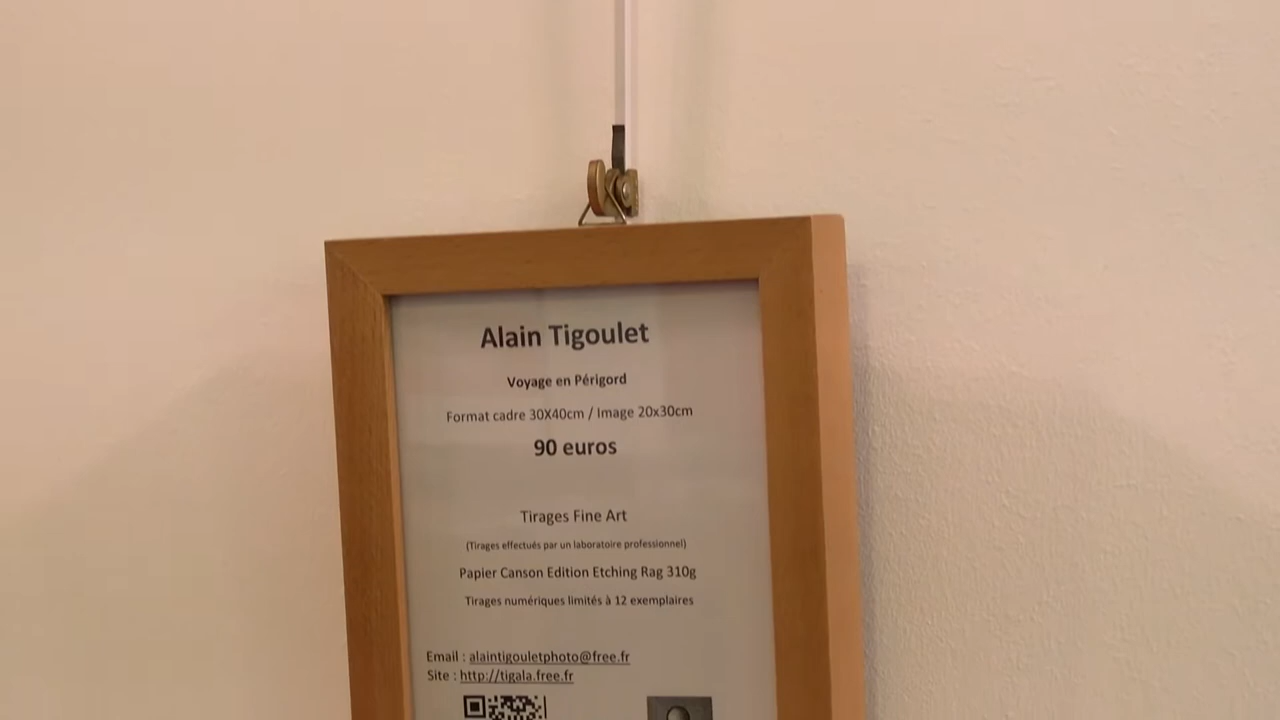 Alain Tigoulet
Voyage en Périgord
Format cadre 30X40cm / Image 20x30cm
90 euros
Tirages Fine Art
(Tirages effectués par un laboratoire professionnel)
Papier Canson Edition Etching Rag 310g
Tirages numériques limités à 12 exemplaires
Email : alaintigouletphoto@free.fr
Site : http://tigala.free.fr